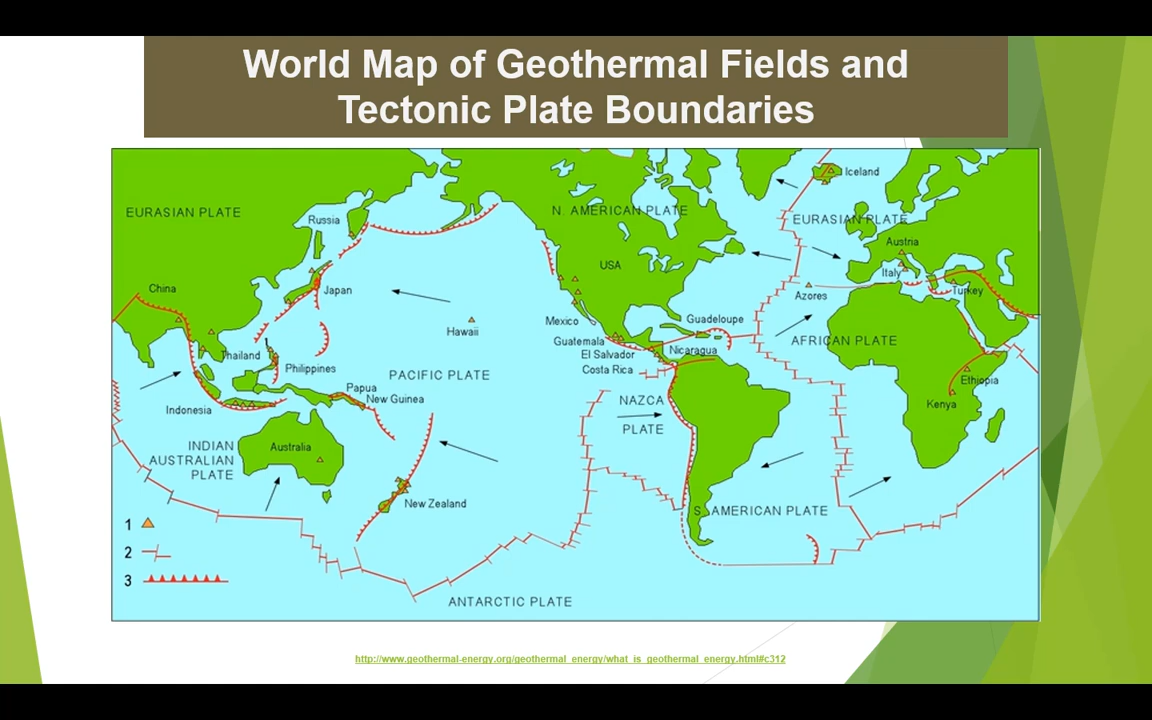 World Map of Geothermal Fields and
Tectonic Plate Boundaries
Iceland
EURASIAN PLATE
N. AMERICAN PLATE
Russia
EURASIAN PLATE
Austria
USA
Italy
China
Japan
Azores
Turkey
Hawaii
Mexico
Guadeloupe
Guatemala
AFRICAN PLATE
El Salvador
Nicaragua
Thailand
Costa Rica
Philippines
PACIFIC PLATE
Ethiopia
Papua
New Guinea
NAZCA
PLATE
Kenya
Indonesia
INDIAN
AUSTRALIAN
PLATE
Australia
New Zealand
S. AMERICAN PLATE
1
2
3
ANTARCTIC PLATE
http://www.geothermal-energy.org/geothermal_energy/what_is_geothermal_energy.html#c312